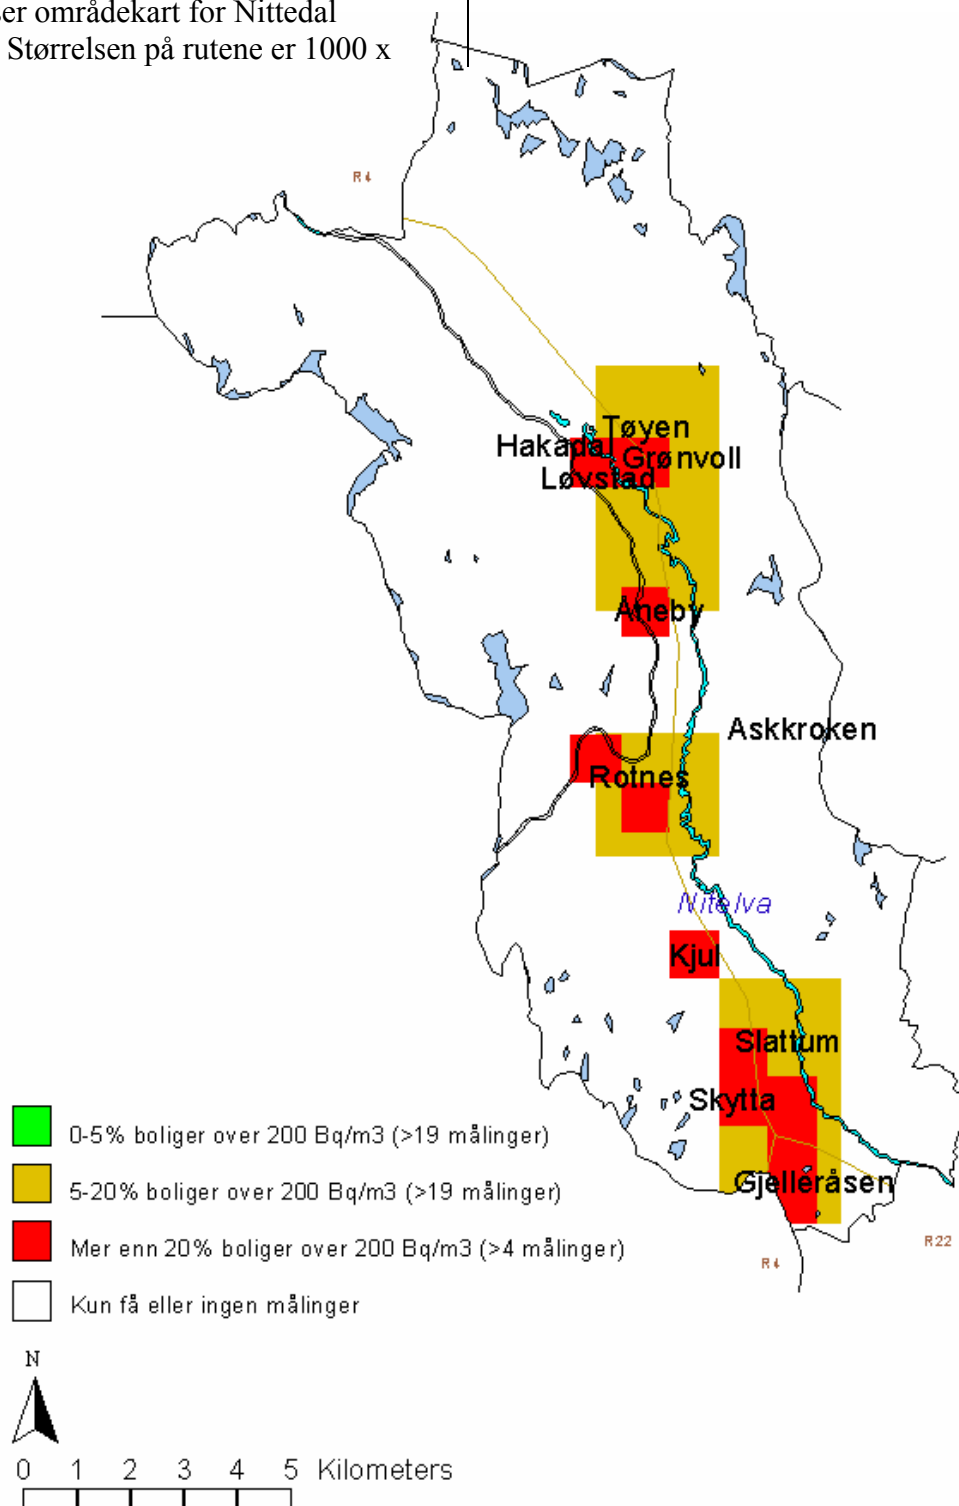 ser områdekart for Nittedal
Størrelsen på rutene er 1000 x
R4
Tøyen
Hakadal
Grønvoll
Løvstad
Åneby
Askkroken
Rotnes
Nitelva
Kjul
Slattum
Skytta
Gjelleråsen
R22
R4
0-5% boliger over 200 Bq/m3 (>19 målinger)
5-20% boliger over 200 Bq/m3 (>19 målinger)
Mer enn 20% boliger over 200 Bq/m3 (>4 målinger)
Kun få eller ingen målinger
N
0 1 2 3 4 5 Kilometers